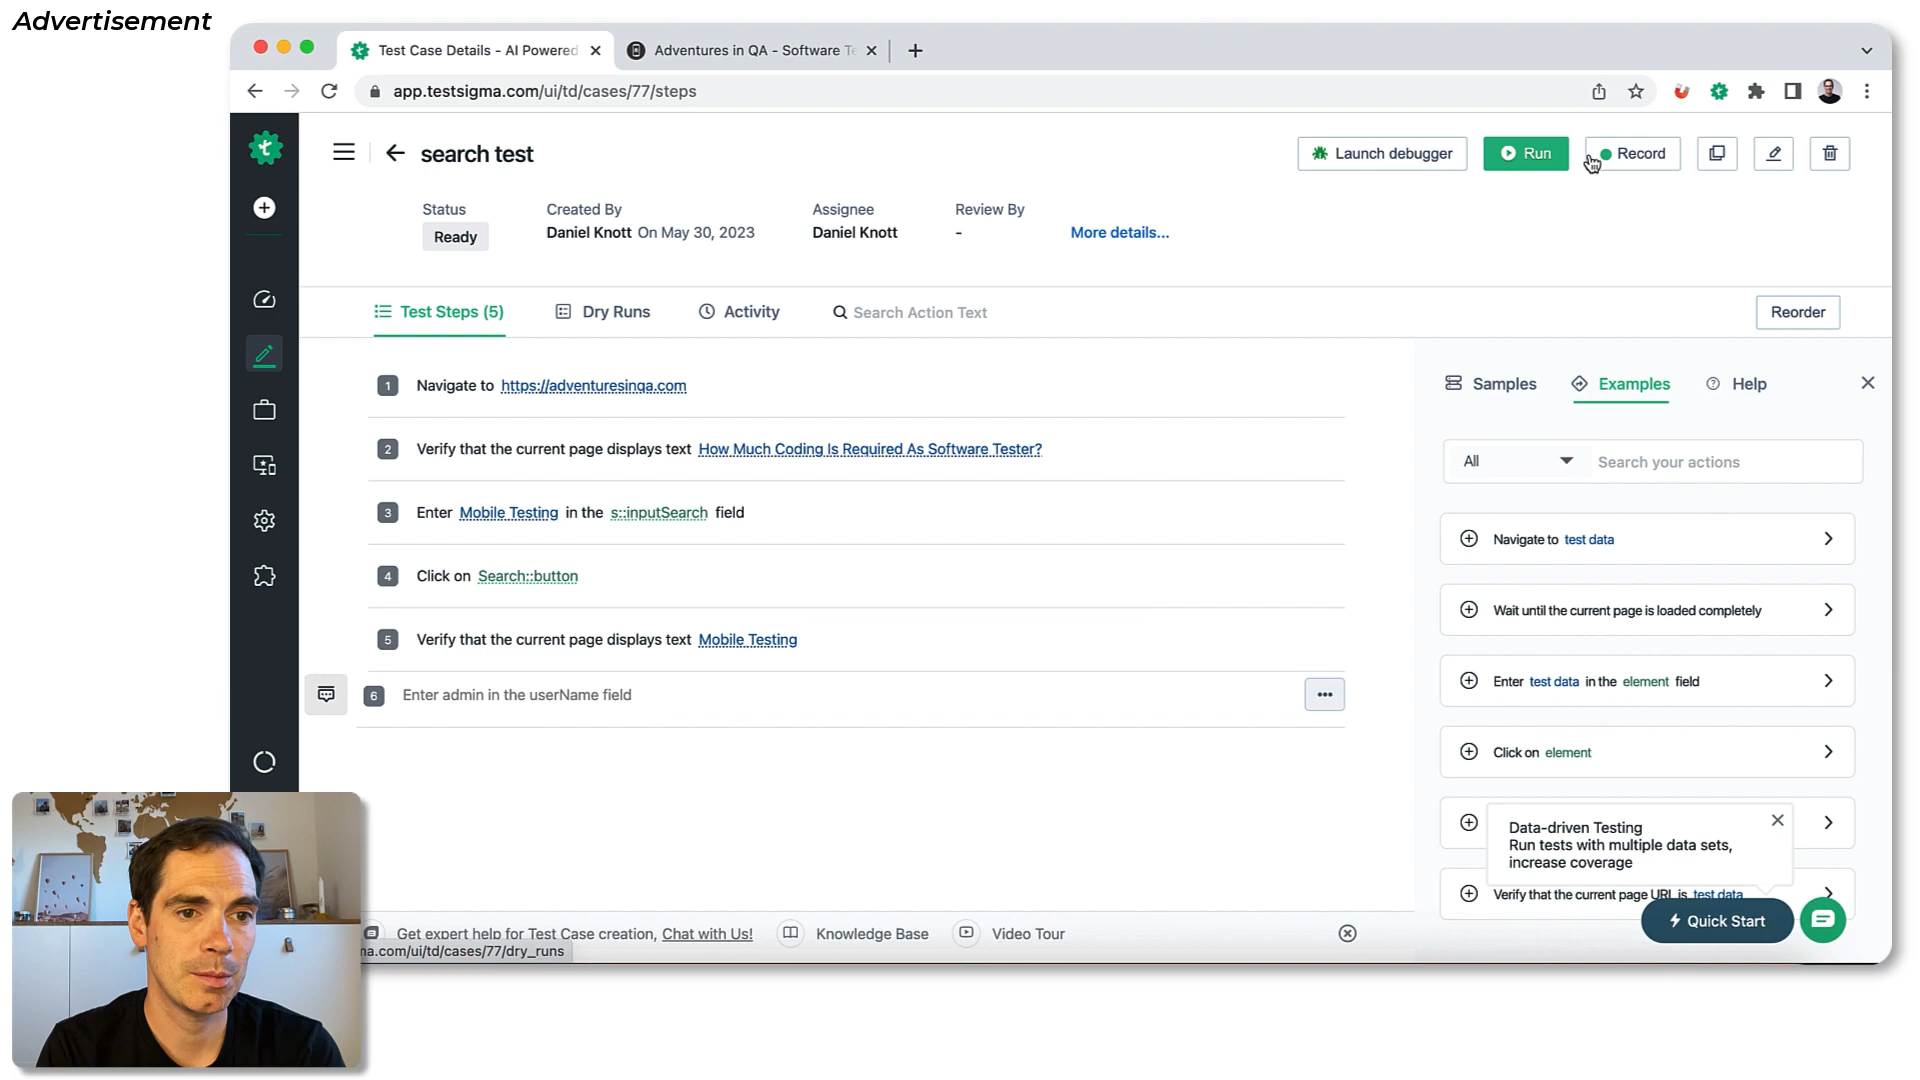 Advertisement
Test Case Details - AI Powered
Adventures in QA - Software Te
app.testsigma.com/ui/td/cases/77/steps
search test
Launch debugger
Run
Record
Status
Created By
Assignee
Review By
Ready
Daniel Knott On May 30, 2023
Daniel Knott
-
More details...
Test Steps (5)
Dry Runs
Activity
Search Action Text
Reorder
1 Navigate to https://adventuresinqa.com
2 Verify that the current page displays text How Much Coding Is Required As Software Tester?
3 Enter Mobile Testing in the s::inputSearch field
4 Click on Search::button
5 Verify that the current page displays text Mobile Testing
6 Enter admin in the userName field
Samples
Examples
Help
All
Search your actions
Navigate to test data
Wait until the current page is loaded completely
Enter test data in the element field
Click on element
Data-driven Testing
Run tests with multiple data sets,
increase coverage
Verify that the current page URL is test data
Quick Start
Get expert help for Test Case creation, Chat with Us!
Knowledge Base
Video Tour
ma.com/ui/td/cases/77/dry_runs